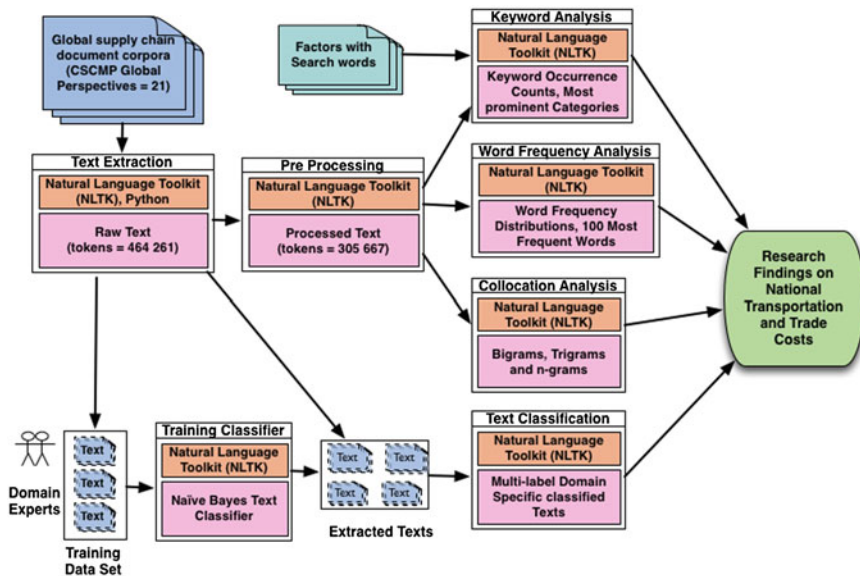 Global supply chain
document corpora
(CSCMP Global
Perspectives = 21)
Factors with
Search words
Keyword Analysis
Natural Language
Toolkit (NLTK)
Keyword Occurrence
Counts, Most
prominent Categories
Text Extraction
Natural Language Toolkit
(NLTK), Python
Raw Text
(tokens = 464 261)
Pre Processing
Natural Language Toolkit
(NLTK)
Processed Text
(tokens = 305 667)
Word Frequency Analysis
Natural Language Toolkit
(NLTK)
Word Frequency
Distributions, 100 Most
Frequent Words
Collocation Analysis
Natural Language
Toolkit (NLTK)
Bigrams, Trigrams
and n-grams
Research
Findings on
National
Transportation
and Trade
Costs
Domain
Experts
Text
Text
Text
Training
Data Set
Training Classifier
Natural Language
Toolkit (NLTK)
Naïve Bayes Text
Classifier
Text
Text
Text
Text
Extracted Texts
Text Classification
Natural Language
Toolkit (NLTK)
Multi-label Domain
Specific classified
Texts